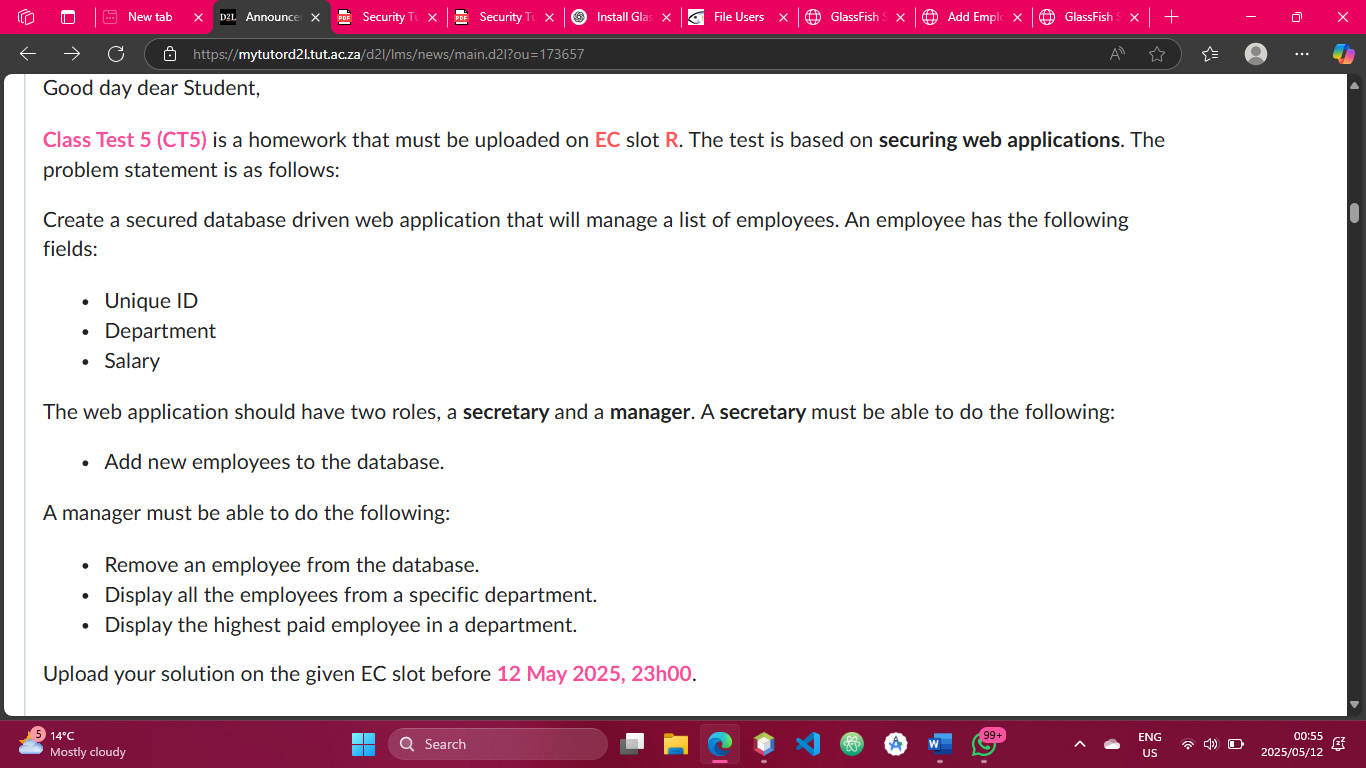 New tab
D2L Announce
PDF Security Tu
PDF Security Tu
Install Glas
File Users
GlassFish S
Add Emplo
GlassFish S
https://mytutord2l.tut.ac.za/d2l/lms/news/main.d2l?ou=173657
Good day dear Student,
Class Test 5 (CT5) is a homework that must be uploaded on EC slot R. The test is based on securing web applications. The
problem statement is as follows:
Create a secured database driven web application that will manage a list of employees. An employee has the following
fields:
• Unique ID
• Department
• Salary
The web application should have two roles, a secretary and a manager. A secretary must be able to do the following:
• Add new employees to the database.
A manager must be able to do the following:
• Remove an employee from the database.
• Display all the employees from a specific department.
• Display the highest paid employee in a department.
Upload your solution on the given EC slot before 12 May 2025, 23h00.
5
14°C
Mostly cloudy
Search
99+
ENG
US
00:55
2025/05/12